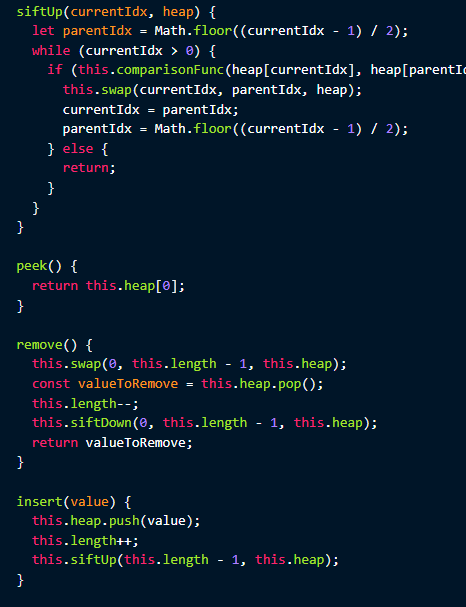 siftUp(currentIdx, heap) {
let parentIdx = Math.floor((currentIdx - 1) / 2);
while (currentIdx > 0) {
if (this.comparisonFunc(heap[currentIdx], heap[parentId
this.swap(currentIdx, parentIdx, heap);
currentIdx = parentIdx;
parentIdx = Math.floor((currentIdx - 1) / 2);
} else {
return;
}
}
}
peek() {
return this.heap[0];
}
remove() {
this.swap(0, this.length - 1, this.heap);
const valueToRemove = this.heap.pop();
this.length--;
this.siftDown(0, this.length - 1, this.heap);
return valueToRemove;
}
insert(value) {
this.heap.push(value);
this.length++;
this.siftUp(this.length - 1, this.heap);
}